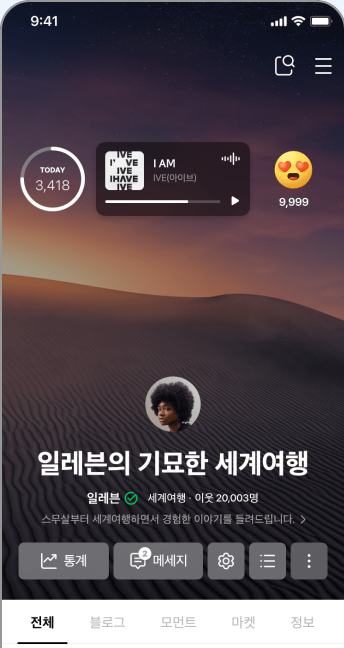 9:41
TODAY
3,418
IVE
I' VE
IVE
IHAVE
IVE
I AM
IVE(아이브)
9,999
일레븐의 기묘한 세계여행
일레븐 세계여행 · 이웃 20,003명
스무살부터 세계여행하면서 경험한 이야기를 들려드립니다.
통계
2
메세지
전체 블로그 모먼트 마켓 정보